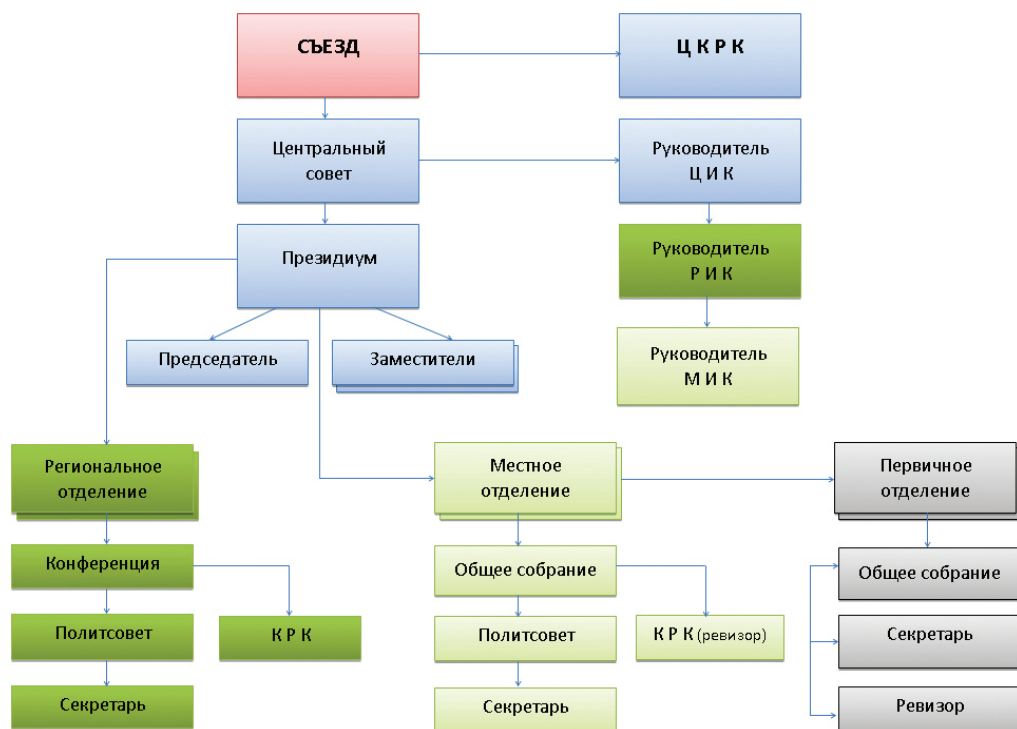 СЪЕЗД
Ц К Р К
Центральный
совет
Руководитель
Ц И К
Президиум
Руководитель
Р И К
Председатель
Заместители
Руководитель
М И К
Региональное
отделение
Местное
отделение
Первичное
отделение
Конференция
Общее собрание
Общее собрание
Политсовет
К Р К
Политсовет
К Р К (ревизор)
Секретарь
Секретарь
Секретарь
Ревизор